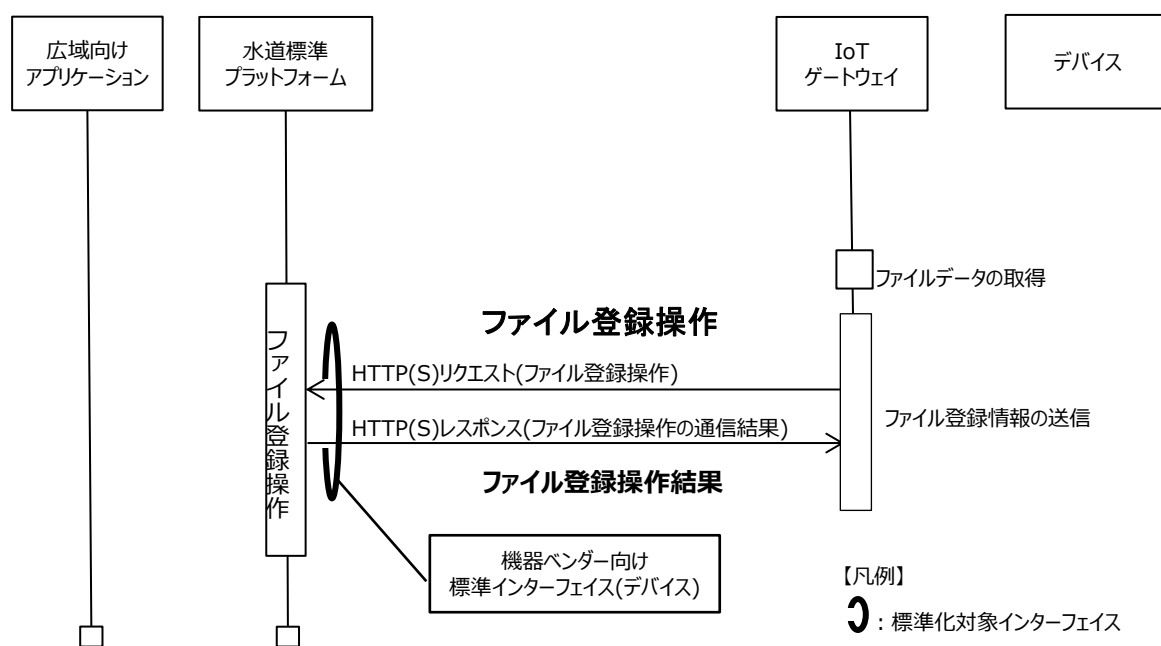 広域向け
アプリケーション
水道標準
プラットフォーム
IoT
ゲートウェイ
デバイス
ファイルデータの取得
ファイル登録操作
ファイル登録操作
HTTP(S)リクエスト(ファイル登録操作)
ファイル登録情報の送信
HTTP(S)レスポンス(ファイル登録操作の通信結果)
ファイル登録操作結果
機器ベンダー向け
標準インターフェイス(デバイス)
【凡例】
:標準化対象インターフェイス